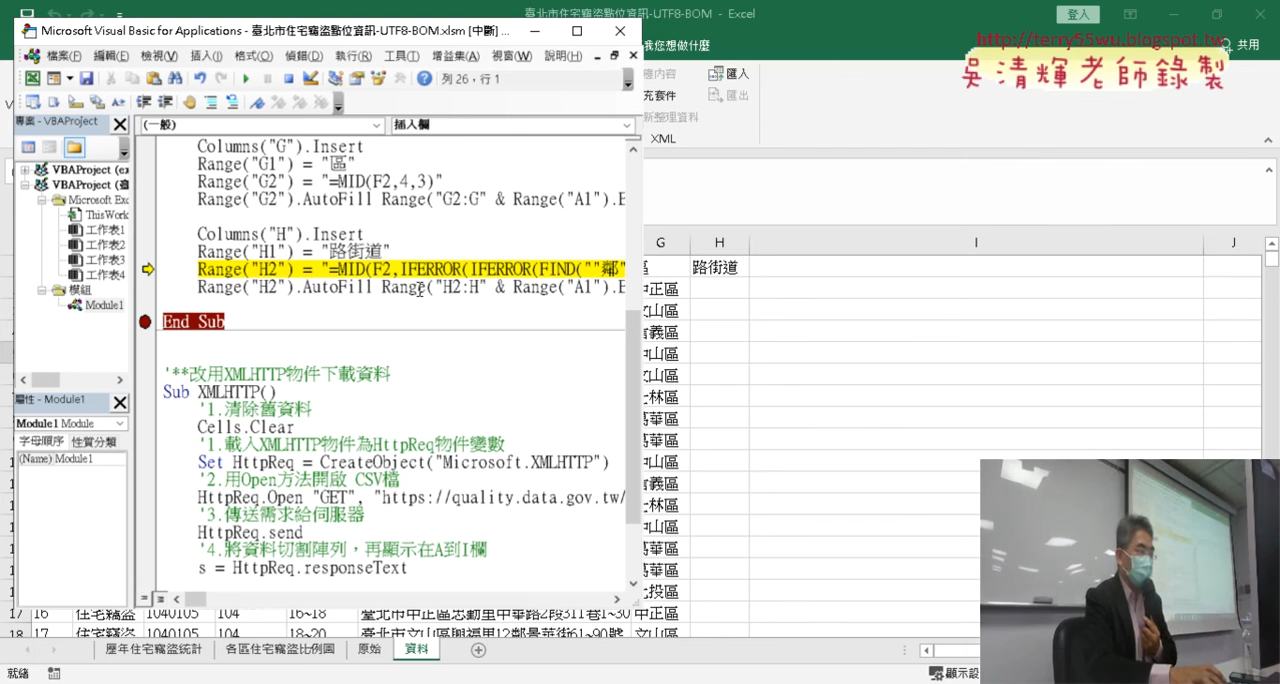 臺北市住宅竊盜點位資訊-UTF8-BOM - Excel
登入
Microsoft Visual Basic for Applications - 臺北市住宅竊盜點位資訊-UTF8-BOM.xlsm [中斷]
http://terry55wu.blogspot.tw
吳清輝老師錄製
共用
檔案(F) 編輯(E) 檢視(V) 插入(I) 格式(O) 偵錯(D) 執行(R) 工具(T) 增益集(A) 視窗(W) 說明(H)
我您想做什麼
列 26，行 1
匯入
充套件
匯出
新整理資料
XML
專案 - VBAProject
(一般)
插入欄
VBAProject (ex
VBAProject (臺
Microsoft Exc
ThisWork
工作表1
工作表2
工作表3
工作表4
模組
Module1
Columns("G").Insert
Range("G1") = "區"
Range("G2") = "=MID(F2,4,3)"
Range("G2").AutoFill Range("G2:G" & Range("A1").E
Columns("H").Insert
Range("H1") = "路街道"
Range("H2") = "=MID(F2,IFERROR(IFERROR(FIND(""鄰"
Range("H2").AutoFill Range("H2:H" & Range("A1").E
End Sub
'**改用XMLHTTP物件下載資料
Sub XMLHTTP()
'1.清除舊資料
Cells.Clear
'1.載入XMLHTTP物件為HttpReq物件變數
Set HttpReq = CreateObject("Microsoft.XMLHTTP")
'2.用Open方法開啟 CSV檔
HttpReq.Open "GET", "https://quality.data.gov.tw/
'3.傳送需求給伺服器
HttpReq.send
'4.將資料切割陣列，再顯示在A到I欄
s = HttpReq.responseText
屬性 - Module1
Module1 Module
字母順序 性質分類
(Name) Module1
G H I J
路街道
中正區
文山區
信義區
中山區
文山區
士林區
萬華區
萬華區
中山區
信義區
士林區
中山區
萬華區
萬華區
北投區
17 16 住宅竊盜 1040105 104 16~18 臺北市中正區忠勤里中華路2段311巷1~30 中正區
18 17 住宅竊盜 1040105 104 18~20 臺北市文山區興福里12鄰景華街61~90號 文山區
歷年住宅竊盜統計 各區住宅竊盜比例圖 原始 資料
就緒
顯示設